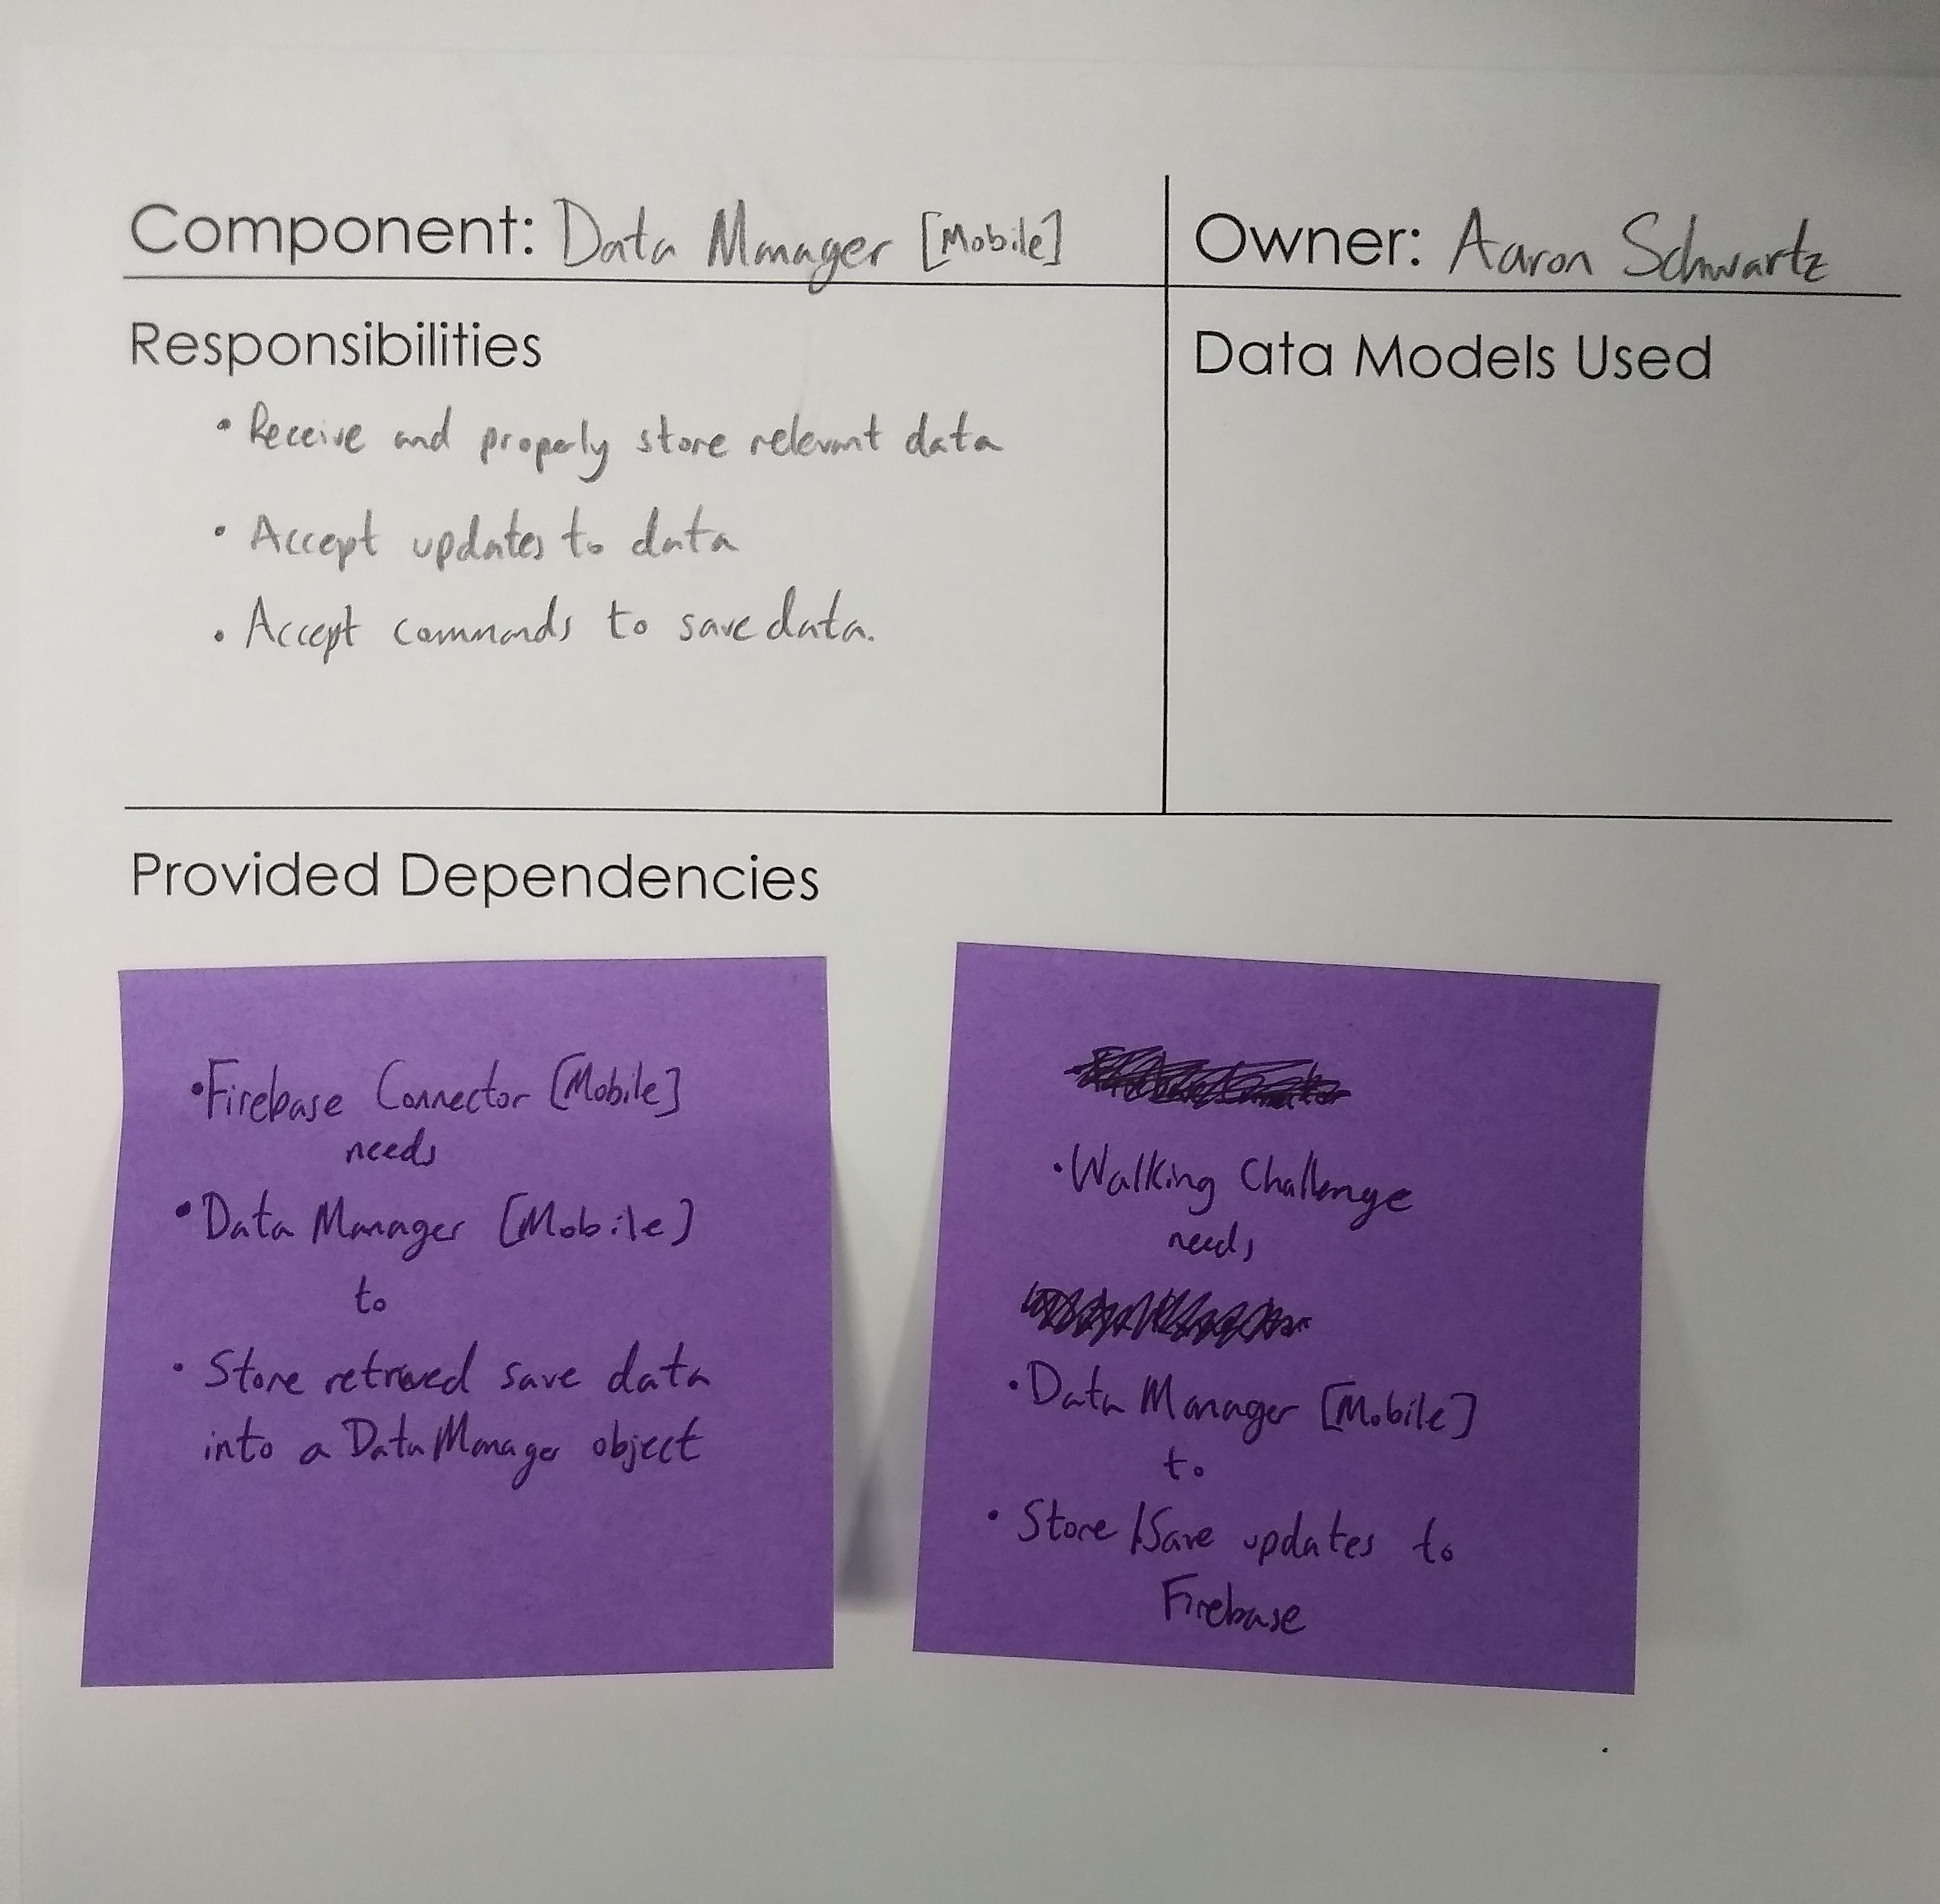 Component: Data Manager [Mobile]
Owner: Aaron Schwartz
Responsibilities
• Receive and properly store relevant data
• Accept updates to data
• Accept commands to save data.
Data Models Used
Provided Dependencies
• Firebase Connector [Mobile]
needs
• Data Manager [Mobile]
to
• Store retrieved save data
into a DataManager object
• Walking Challenge
needs
• Data Manager [Mobile]
to
• Store / Save updates to
Firebase